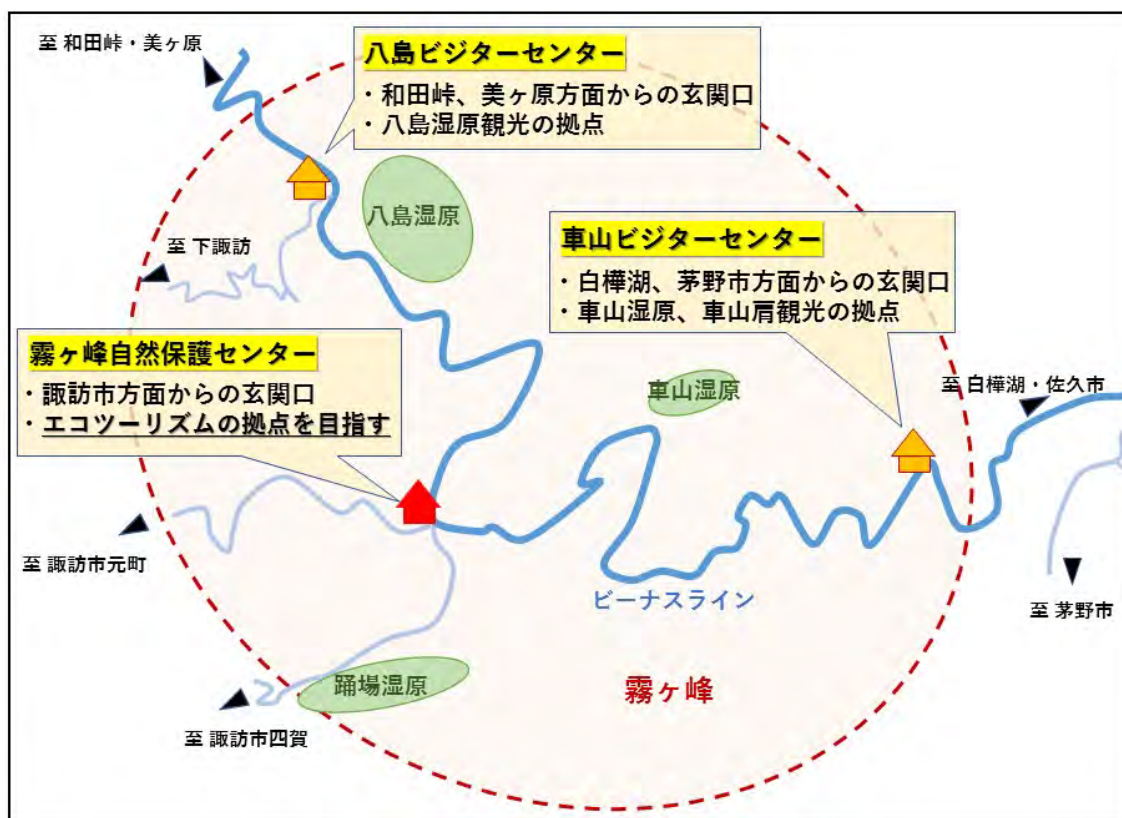 至 和田峠・美ヶ原
八島ビジターセンター
・和田峠、美ヶ原方面からの玄関口
・八島湿原観光の拠点
八島湿原
至 下諏訪
車山ビジターセンター
・白樺湖、茅野市方面からの玄関口
・車山湿原、車山肩観光の拠点
霧ヶ峰自然保護センター
・諏訪市方面からの玄関口
・エコツーリズムの拠点を目指す
車山湿原
至 白樺湖・佐久市
至 諏訪市元町
ビーナスライン
至 茅野市
踊場湿原
霧ヶ峰
至 諏訪市四賀